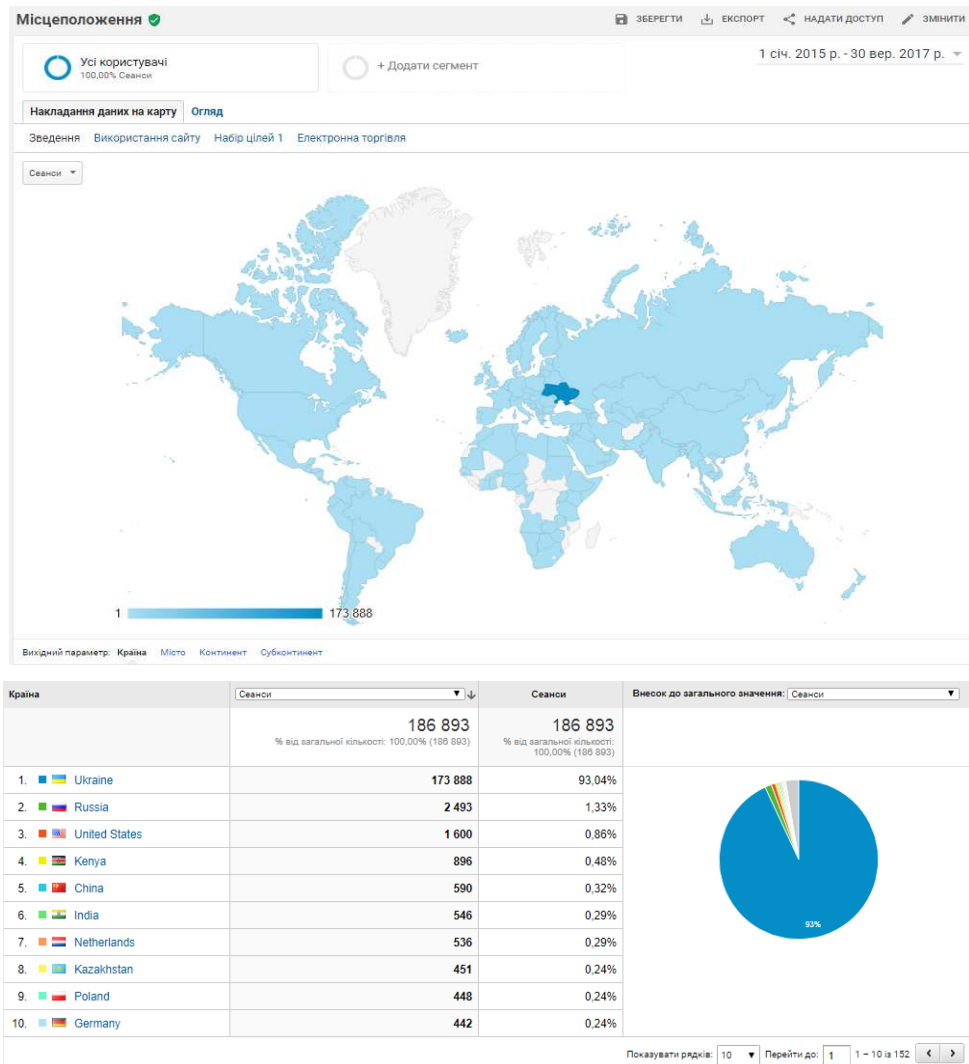 Місцеположення
ЗБЕРЕГТИ ЕКСПОРТ НАДАТИ ДОСТУП ЗМІНИТИ
1 січ. 2015 р. - 30 вер. 2017 р.
Усі користувачі
100,00% Сеанси
+ Додати сегмент
Накладання даних на карту Огляд
Зведення Використання сайту Набір цілей 1 Електронна торгівля
Сеанси
1 173 888
Вихідний параметр: Країна Місто Континент Субконтинент
Країна Сеанси Сеанси Внесок до загального значення: Сеанси
186 893 186 893
% від загальної кількості: 100,00% (186 893) % від загальної кількості:
100,00% (186 893)
1. Ukraine 173 888 93,04%
2. Russia 2 493 1,33%
3. United States 1 600 0,86%
4. Kenya 896 0,48%
5. China 590 0,32%
6. India 546 0,29%
7. Netherlands 536 0,29%
8. Kazakhstan 451 0,24%
9. Poland 448 0,24%
10. Germany 442 0,24%
93%
Показувати рядків: 10 Перейти до: 1 1 – 10 із 152